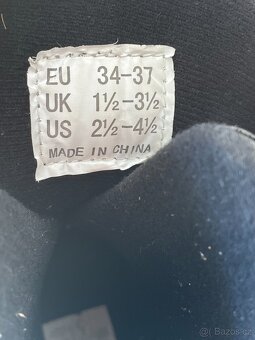 EU 34-37
UK 1½-3½
US 2½-4½
MADE IN CHINA
© Bazos.cz